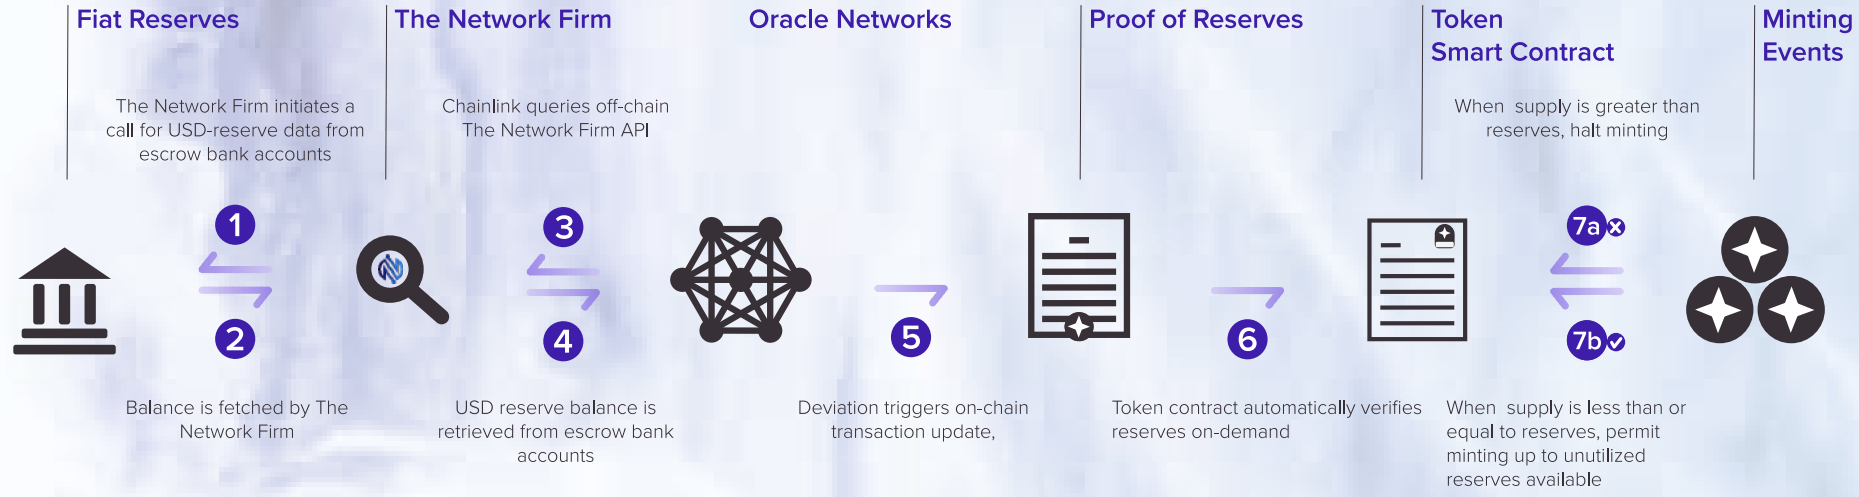 Fiat Reserves
The Network Firm
Oracle Networks
Proof of Reserves
Token
Smart Contract
Minting
Events
The Network Firm initiates a
call for USD-reserve data from
escrow bank accounts
Chainlink queries off-chain
The Network Firm API
When supply is greater than
reserves, halt minting
1
3
7a
2
4
5
6
7b
Balance is fetched by The
Network Firm
USD reserve balance is
retrieved from escrow bank
accounts
Deviation triggers on-chain
transaction update,
Token contract automatically verifies
reserves on-demand
When supply is less than or
equal to reserves, permit
minting up to unutilized
reserves available